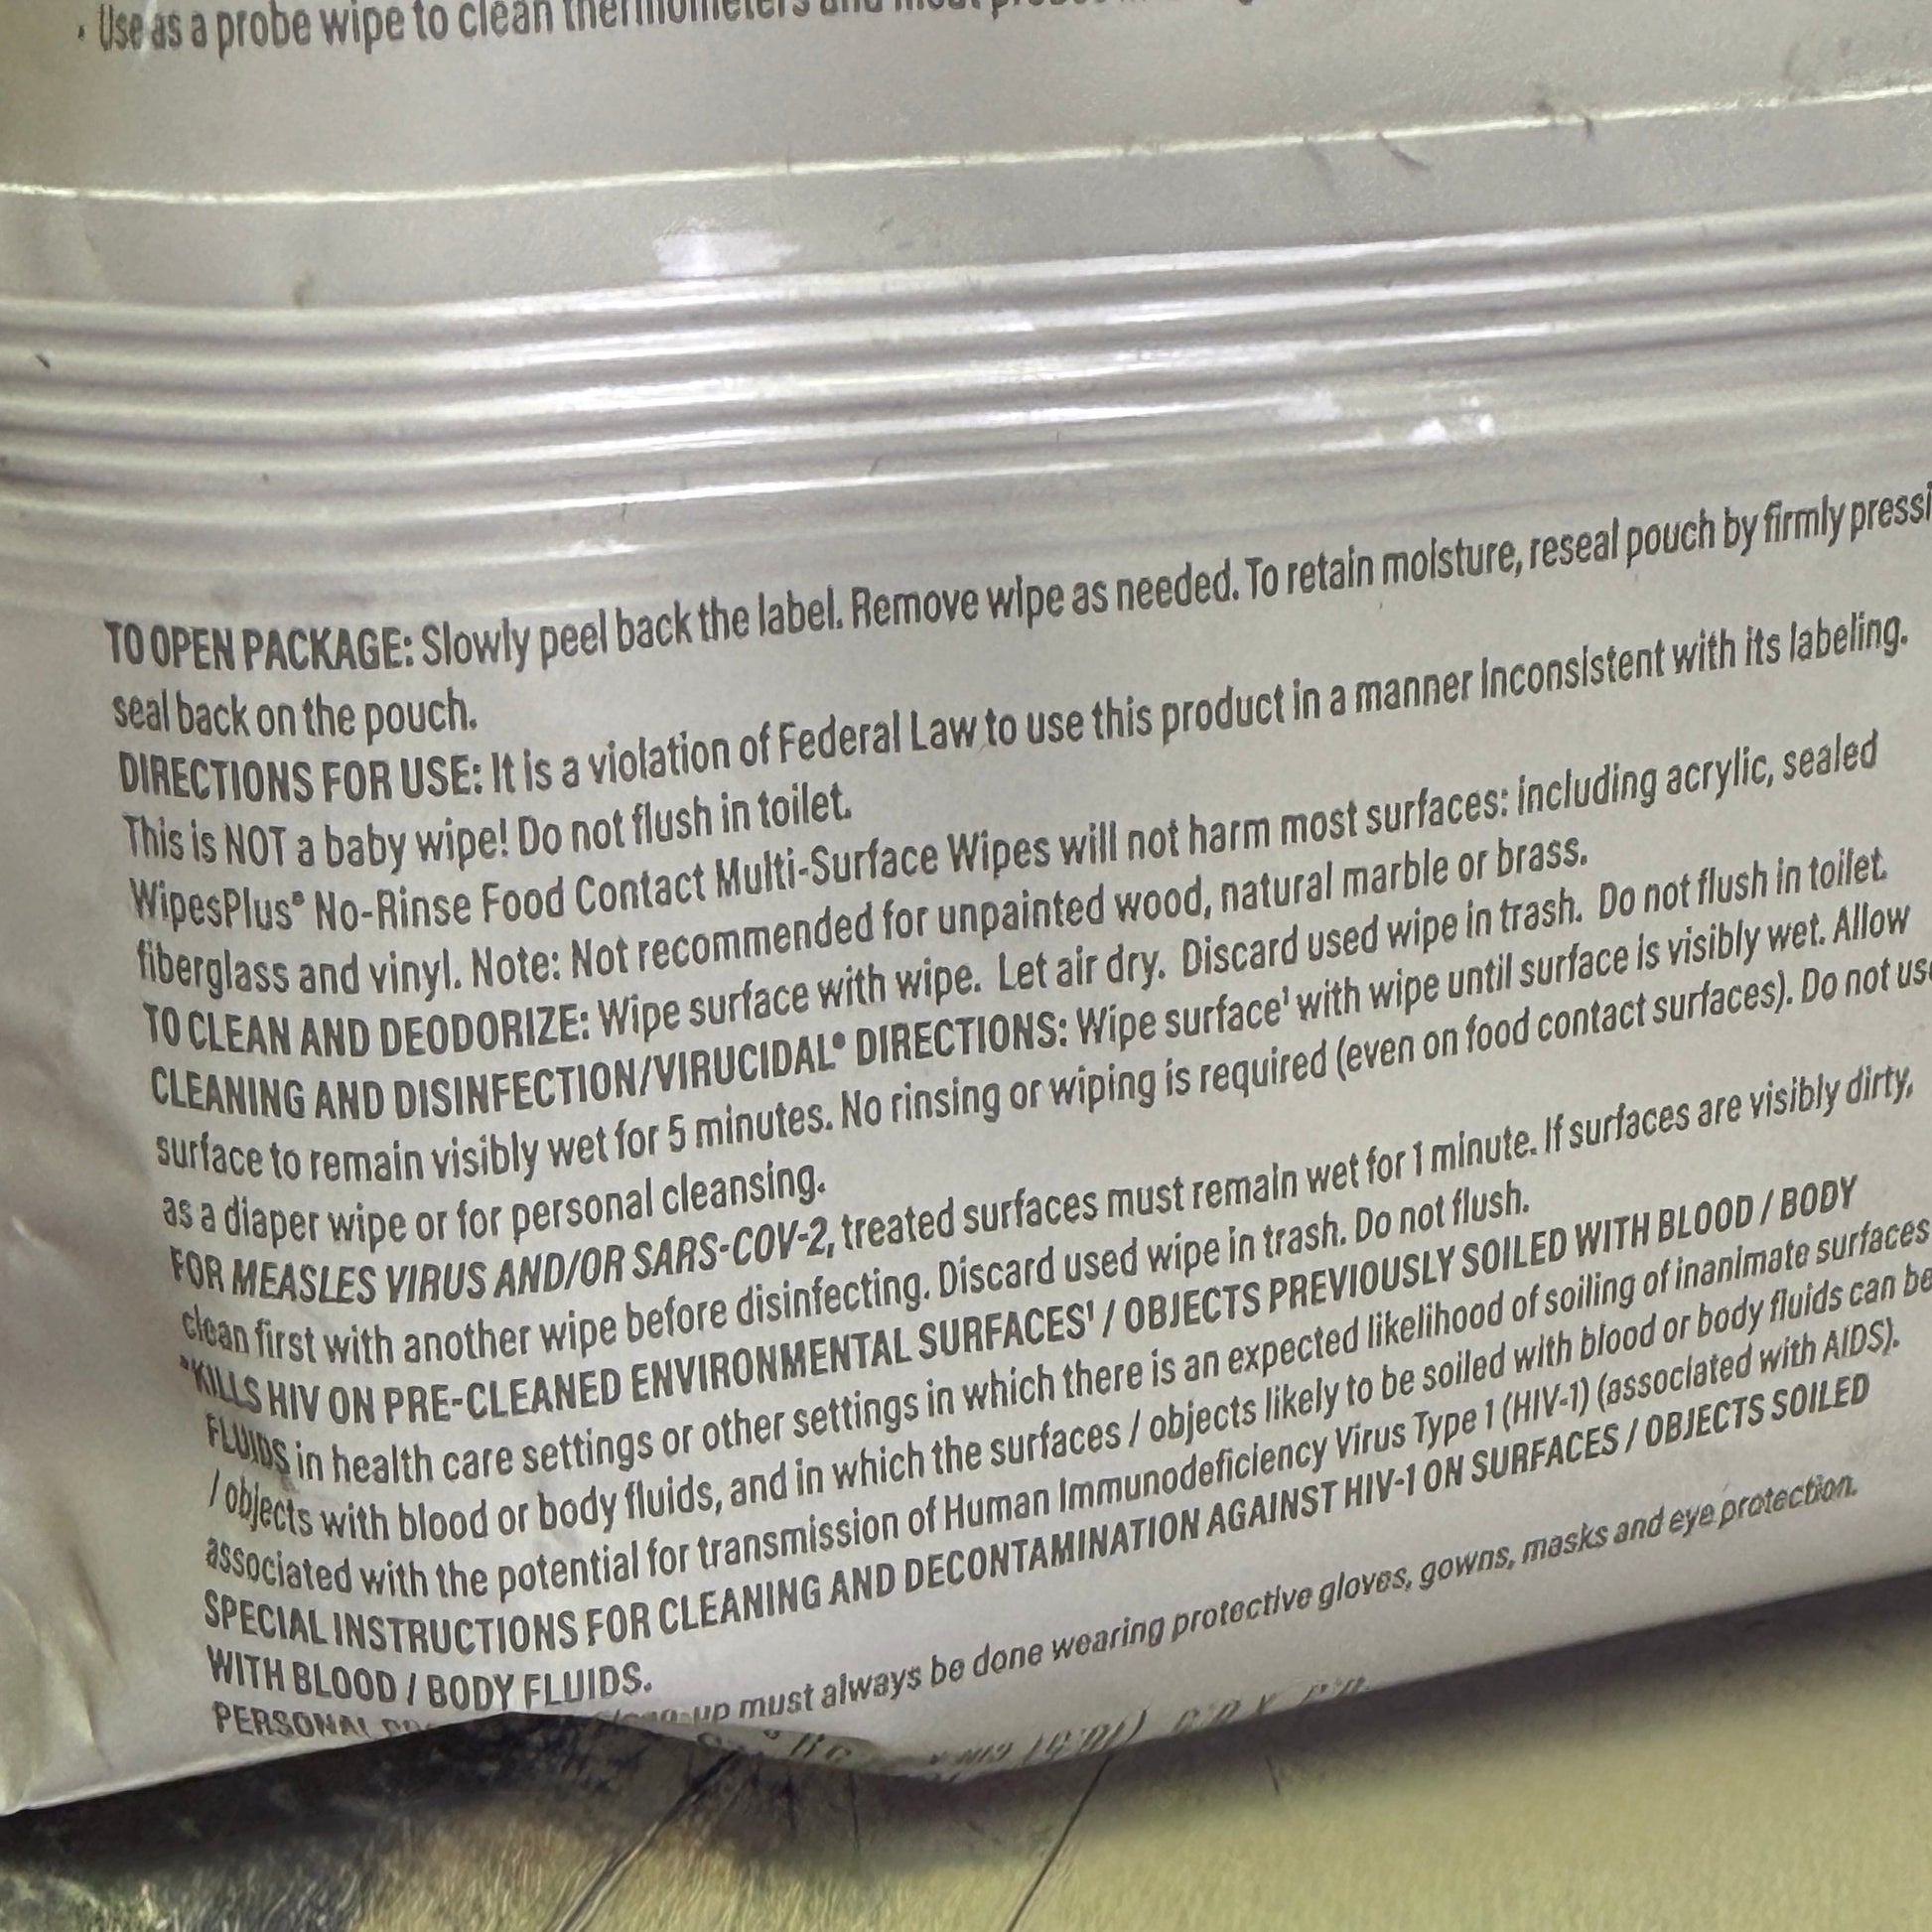 · Use as a probe wipe to clean thermometers and
TO OPEN PACKAGE: Slowly peel back the label. Remove wipe as needed. To retain moisture, reseal pouch by firmly pressi
seal back on the pouch.
DIRECTIONS FOR USE: It is a violation of Federal Law to use this product in a manner inconsistent with its labeling.
This is NOT a baby wipe! Do not flush in toilet.
WipesPlus® No-Rinse Food Contact Multi-Surface Wipes will not harm most surfaces: including acrylic, sealed
fiberglass and vinyl. Note: Not recommended for unpainted wood, natural marble or brass.
TO CLEAN AND DEODORIZE: Wipe surface with wipe. Let air dry. Discard used wipe in trash. Do not flush in toilet.
CLEANING AND DISINFECTION/VIRUCIDAL* DIRECTIONS: Wipe surface¹ with wipe until surface is visibly wet. Allow
surface to remain visibly wet for 5 minutes. No rinsing or wiping is required (even on food contact surfaces). Do not use
as a diaper wipe or for personal cleansing.
FOR MEASLES VIRUS AND/OR SARS-COV-2, treated surfaces must remain wet for 1 minute. If surfaces are visibly dirty,
clean first with another wipe before disinfecting. Discard used wipe in trash. Do not flush.
*KILLS HIV ON PRE-CLEANED ENVIRONMENTAL SURFACES¹ / OBJECTS PREVIOUSLY SOILED WITH BLOOD / BODY
FLUIDS in health care settings or other settings in which there is an expected likelihood of soiling of inanimate surfaces
/ objects with blood or body fluids, and in which the surfaces / objects likely to be soiled with blood or body fluids can be
associated with the potential for transmission of Human Immunodeficiency Virus Type 1 (HIV-1) (associated with AIDS).
SPECIAL INSTRUCTIONS FOR CLEANING AND DECONTAMINATION AGAINST HIV-1 ON SURFACES / OBJECTS SOILED
WITH BLOOD / BODY FLUIDS.
PERSONAL must always be done wearing protective gloves, gowns, masks and eye protection.